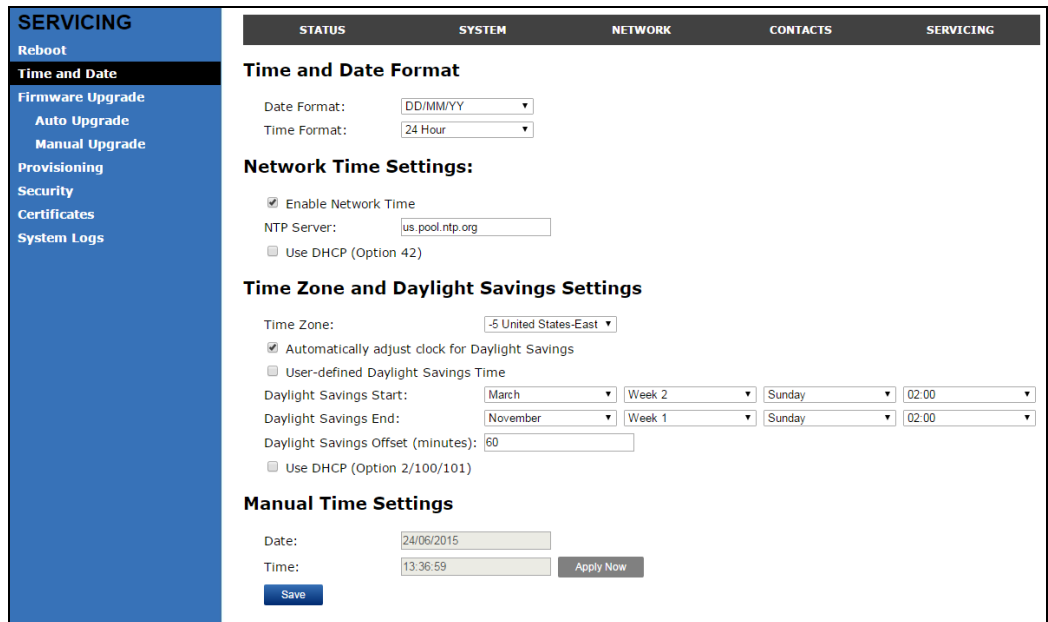 SERVICING
Reboot
Time and Date
Firmware Upgrade
Auto Upgrade
Manual Upgrade
Provisioning
Security
Certificates
System Logs
STATUS SYSTEM NETWORK CONTACTS SERVICING
Time and Date Format
Date Format: DD/MM/YY
Time Format: 24 Hour
Network Time Settings:
Enable Network Time
NTP Server: us.pool.ntp.org
Use DHCP (Option 42)
Time Zone and Daylight Savings Settings
Time Zone: -5 United States-East
Automatically adjust clock for Daylight Savings
User-defined Daylight Savings Time
Daylight Savings Start: March Week 2 Sunday 02:00
Daylight Savings End: November Week 1 Sunday 02:00
Daylight Savings Offset (minutes): 60
Use DHCP (Option 2/100/101)
Manual Time Settings
Date: 24/06/2015
Time: 13:36:59 Apply Now
Save